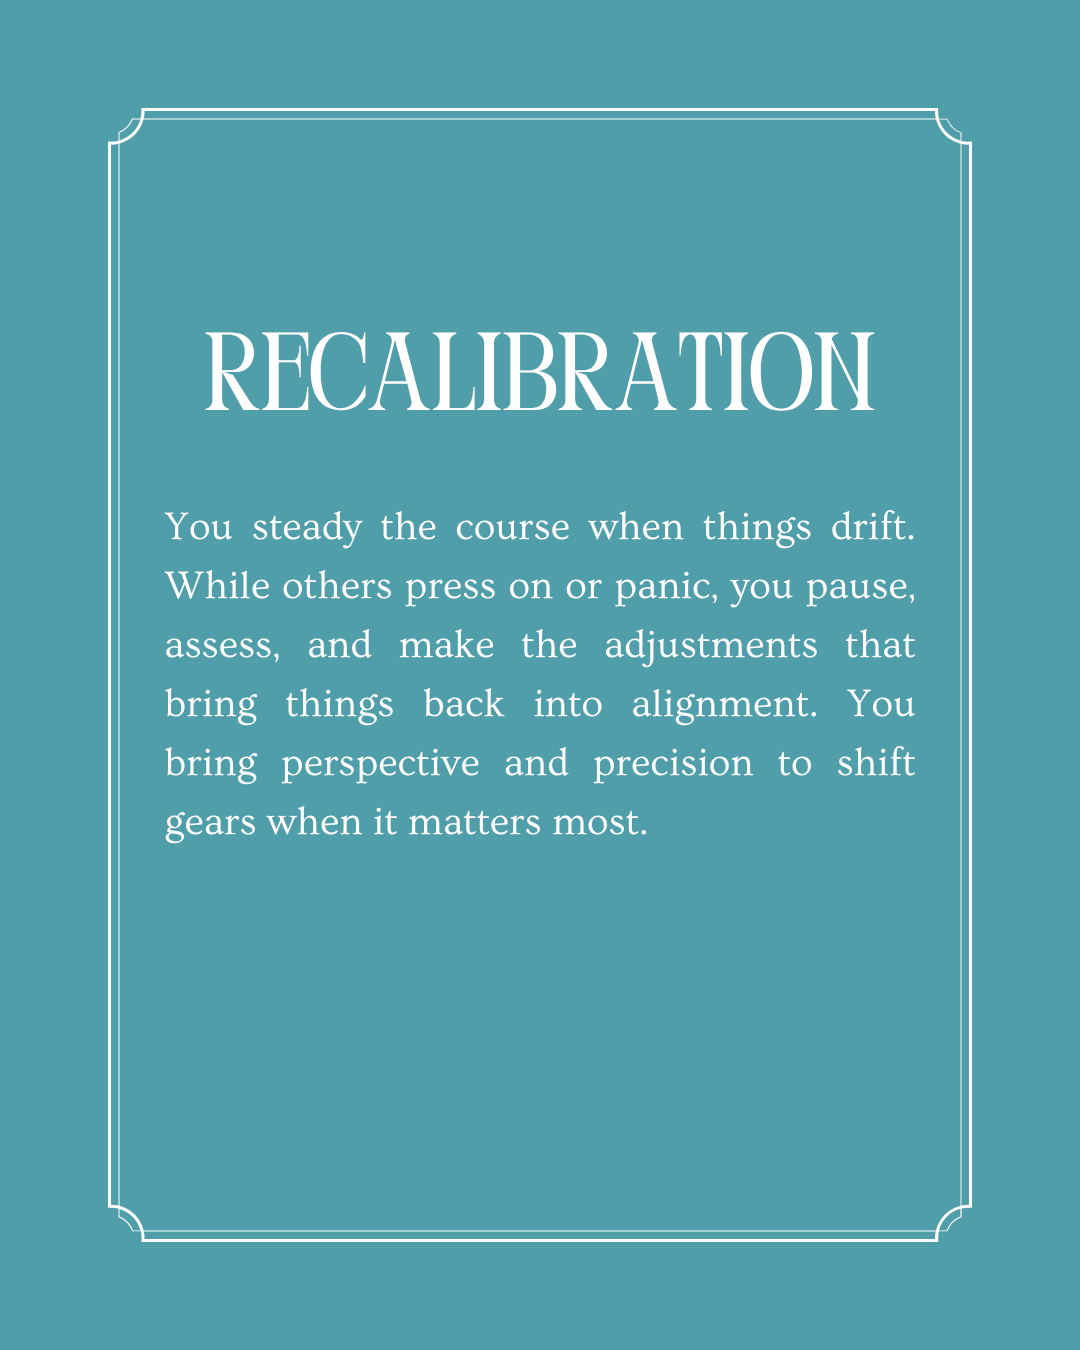 RECALIBRATION
You steady the course when things drift.
While others press on or panic, you pause,
assess, and make the adjustments that
bring things back into alignment. You
bring perspective and precision to shift
gears when it matters most.